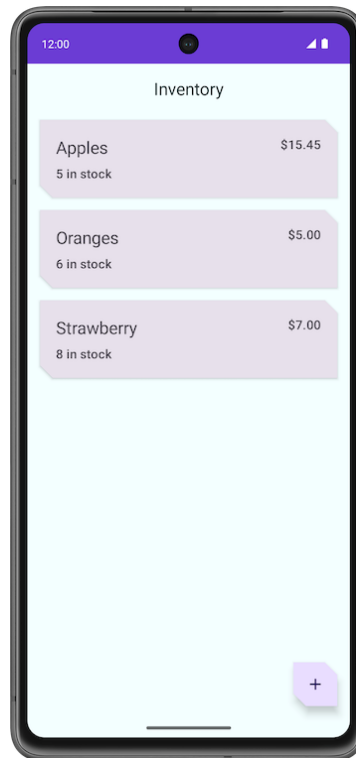 12:00
Inventory
Apples $15.45
5 in stock
Oranges $5.00
6 in stock
Strawberry $7.00
8 in stock
+